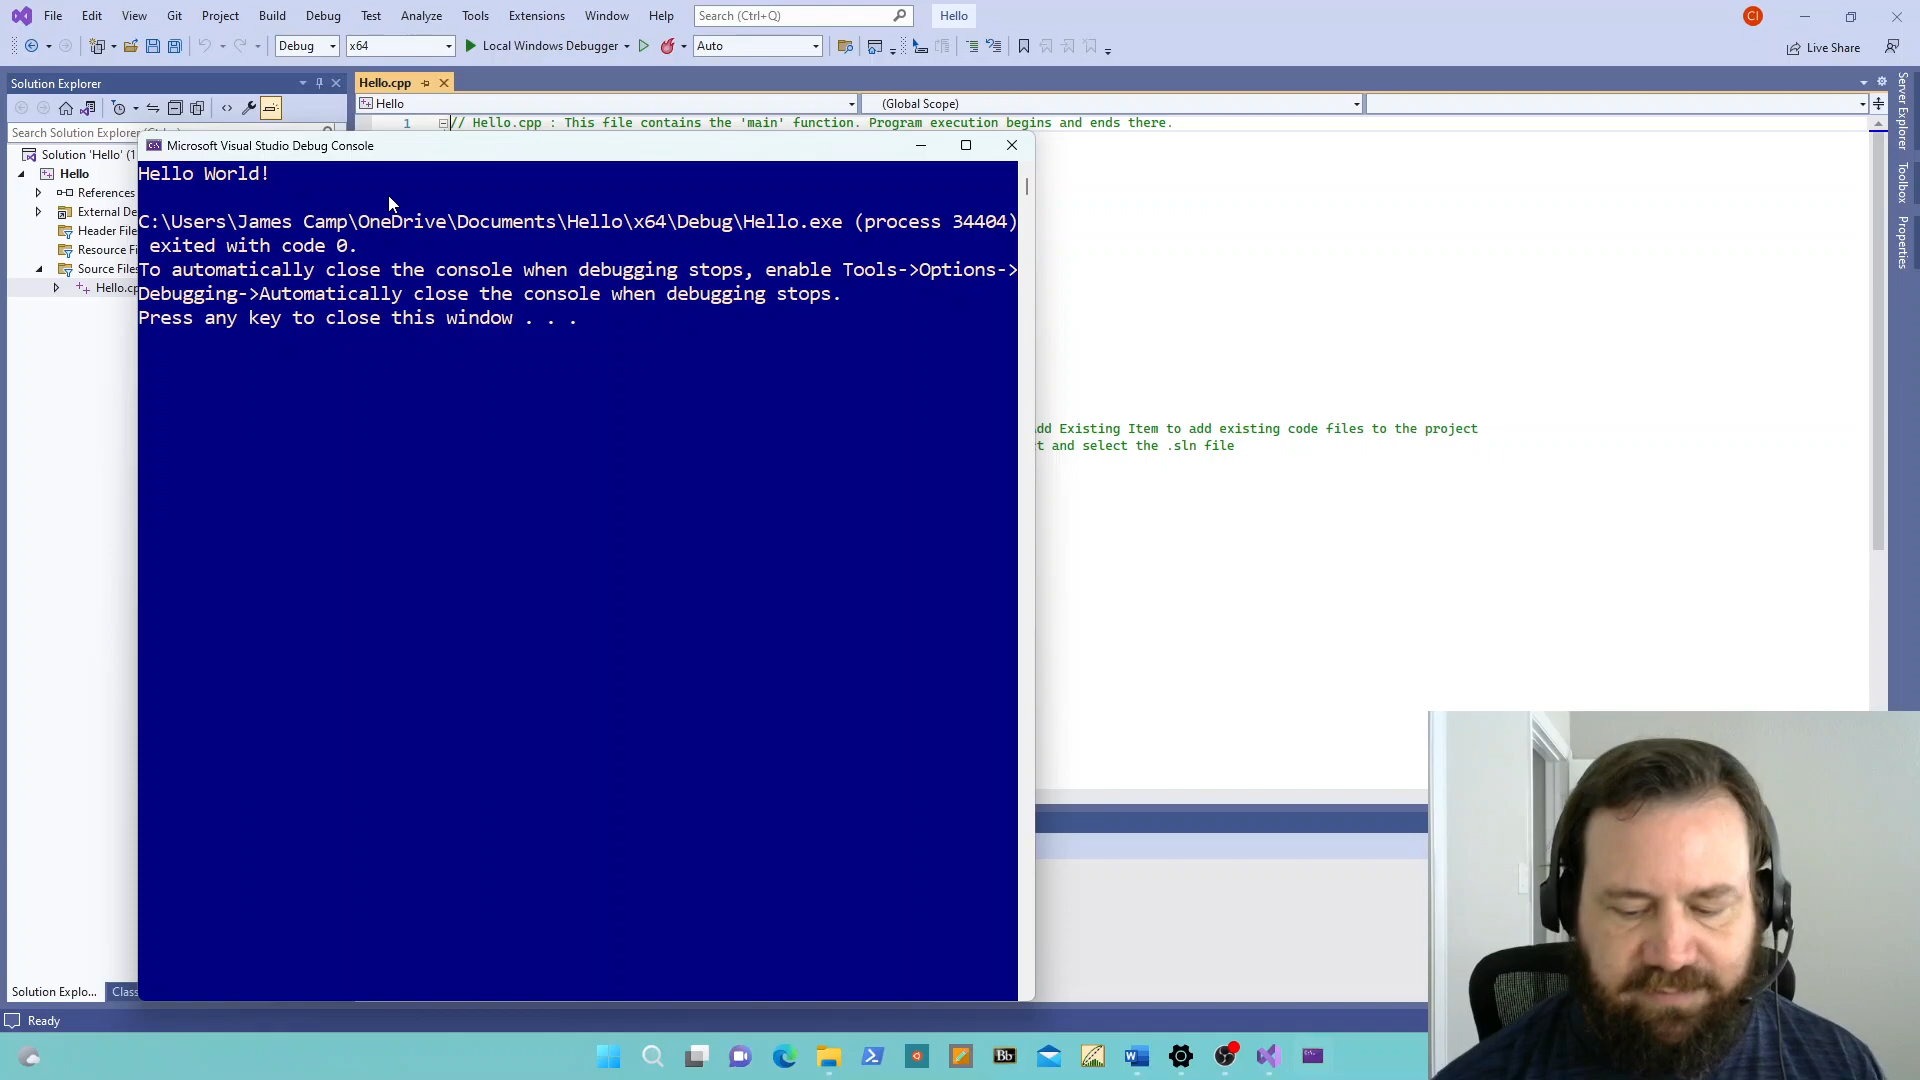 File Edit View Git Project Build Debug Test Analyze Tools Extensions Window Help Search (Ctrl+Q) Hello CI
Debug x64 Local Windows Debugger Auto Live Share
Solution Explorer
Hello.cpp
Hello (Global Scope)
Search Solution Explorer
1 // Hello.cpp : This file contains the 'main' function. Program execution begins and ends there.
Solution 'Hello' (1
Hello
References
External De
Header File
Resource Fi
Source Files
Hello.cp
Microsoft Visual Studio Debug Console
Hello World!
C:\Users\James Camp\OneDrive\Documents\Hello\x64\Debug\Hello.exe (process 34404)
exited with code 0.
To automatically close the console when debugging stops, enable Tools->Options->
Debugging->Automatically close the console when debugging stops.
Press any key to close this window . . .
dd Existing Item to add existing code files to the project
t and select the .sln file
Server Explorer
Toolbox
Properties
Solution Explo... Class
Ready
Bb